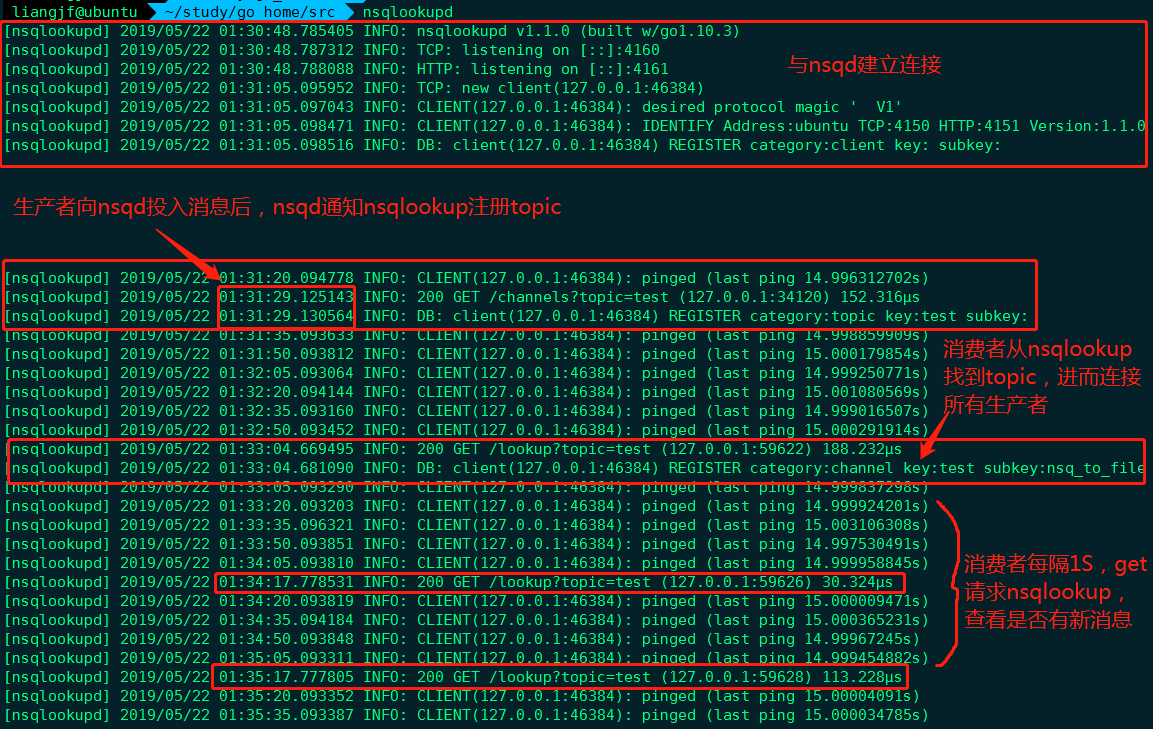 liangjf@ubuntu ~/study/go_home/src nsqlookupd
[nsqlookupd] 2019/05/22 01:30:48.785405 INFO: nsqlookupd v1.1.0 (built w/go1.10.3)
[nsqlookupd] 2019/05/22 01:30:48.787312 INFO: TCP: listening on [::]:4160
[nsqlookupd] 2019/05/22 01:30:48.788088 INFO: HTTP: listening on [::]:4161
与nsqd建立连接
[nsqlookupd] 2019/05/22 01:31:05.095952 INFO: TCP: new client(127.0.0.1:46384)
[nsqlookupd] 2019/05/22 01:31:05.097043 INFO: CLIENT(127.0.0.1:46384): desired protocol magic '  V1'
[nsqlookupd] 2019/05/22 01:31:05.098471 INFO: CLIENT(127.0.0.1:46384): IDENTIFY Address:ubuntu TCP:4150 HTTP:4151 Version:1.1.0
[nsqlookupd] 2019/05/22 01:31:05.098516 INFO: DB: client(127.0.0.1:46384) REGISTER category:client key: subkey:
生产者向nsqd投入消息后，nsqd通知nsqlookup注册topic
[nsqlookupd] 2019/05/22 01:31:20.094778 INFO: CLIENT(127.0.0.1:46384): pinged (last ping 14.996312702s)
[nsqlookupd] 2019/05/22 01:31:29.125143 INFO: 200 GET /channels?topic=test (127.0.0.1:34120) 152.316µs
[nsqlookupd] 2019/05/22 01:31:29.130564 INFO: DB: client(127.0.0.1:46384) REGISTER category:topic key:test subkey:
[nsqlookupd] 2019/05/22 01:31:35.093633 INFO: CLIENT(127.0.0.1:46384): pinged (last ping 14.998859909s)
[nsqlookupd] 2019/05/22 01:31:50.093812 INFO: CLIENT(127.0.0.1:46384): pinged (last ping 15.000179854s)
[nsqlookupd] 2019/05/22 01:32:05.093064 INFO: CLIENT(127.0.0.1:46384): pinged (last ping 14.999250771s)
[nsqlookupd] 2019/05/22 01:32:20.094144 INFO: CLIENT(127.0.0.1:46384): pinged (last ping 15.001080569s)
[nsqlookupd] 2019/05/22 01:32:35.093160 INFO: CLIENT(127.0.0.1:46384): pinged (last ping 14.999016507s)
[nsqlookupd] 2019/05/22 01:32:50.093452 INFO: CLIENT(127.0.0.1:46384): pinged (last ping 15.000291914s)
消费者从nsqlookup
找到topic，进而连接
所有生产者
[nsqlookupd] 2019/05/22 01:33:04.669495 INFO: 200 GET /lookup?topic=test (127.0.0.1:59622) 188.232µs
[nsqlookupd] 2019/05/22 01:33:04.681090 INFO: DB: client(127.0.0.1:46384) REGISTER category:channel key:test subkey:nsq_to_file
[nsqlookupd] 2019/05/22 01:33:05.093290 INFO: CLIENT(127.0.0.1:46384): pinged (last ping 14.999837298s)
[nsqlookupd] 2019/05/22 01:33:20.093203 INFO: CLIENT(127.0.0.1:46384): pinged (last ping 14.999924201s)
[nsqlookupd] 2019/05/22 01:33:35.096321 INFO: CLIENT(127.0.0.1:46384): pinged (last ping 15.003106308s)
[nsqlookupd] 2019/05/22 01:33:50.093851 INFO: CLIENT(127.0.0.1:46384): pinged (last ping 14.997530491s)
[nsqlookupd] 2019/05/22 01:34:05.093810 INFO: CLIENT(127.0.0.1:46384): pinged (last ping 14.999958845s)
[nsqlookupd] 2019/05/22 01:34:17.778531 INFO: 200 GET /lookup?topic=test (127.0.0.1:59626) 30.324µs
[nsqlookupd] 2019/05/22 01:34:20.093819 INFO: CLIENT(127.0.0.1:46384): pinged (last ping 15.000009471s)
[nsqlookupd] 2019/05/22 01:34:35.094184 INFO: CLIENT(127.0.0.1:46384): pinged (last ping 15.000365231s)
[nsqlookupd] 2019/05/22 01:34:50.093848 INFO: CLIENT(127.0.0.1:46384): pinged (last ping 14.99967245s)
[nsqlookupd] 2019/05/22 01:35:05.093311 INFO: CLIENT(127.0.0.1:46384): pinged (last ping 14.999454882s)
消费者每隔1S，get
请求nsqlookup，
查看是否有新消息
[nsqlookupd] 2019/05/22 01:35:17.777805 INFO: 200 GET /lookup?topic=test (127.0.0.1:59628) 113.228µs
[nsqlookupd] 2019/05/22 01:35:20.093352 INFO: CLIENT(127.0.0.1:46384): pinged (last ping 15.00004091s)
[nsqlookupd] 2019/05/22 01:35:35.093387 INFO: CLIENT(127.0.0.1:46384): pinged (last ping 15.000034785s)